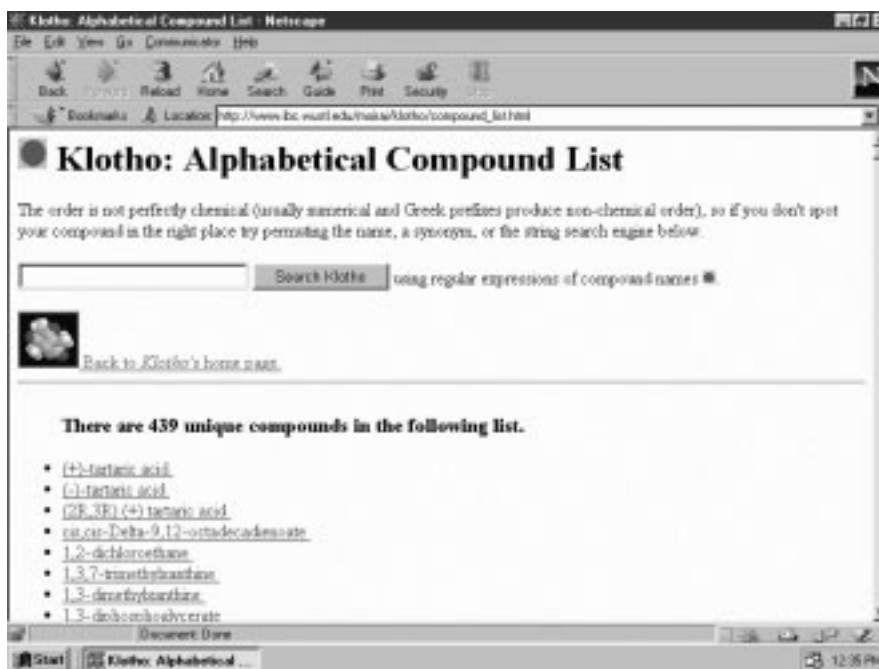 Klotho: Alphabetical Compound List - Netscape
File Edit View Go Communicator Help
Back Reload Home Search Guide Print Security
Bookmarks Location: http://www.ibc.wustl.edu/moirai/klotho/compound_list.html
Klotho: Alphabetical Compound List
The order is not perfectly chemical (usually numerical and Greek prefixes produce non-chemical order), so if you don't spot
your compound in the right place try permuting the name, a synonym, or the string search engine below.
Search Klotho using regular expressions of compound names
Back to Klotho's home page.
There are 439 unique compounds in the following list.
• (+)-tartaric acid
• (-)-tartaric acid
• (2R,3R) (+) tartaric acid
• cis,cis-Delta-9,12-octadecadienoate
• 1,2-dichloroethane
• 1,3,7-trimethylxanthine
• 1,3-dimethylxanthine
• 1,3-diphosphoglycerate
Document: Done
Start Klotho: Alphabetical ... 12:35 PM